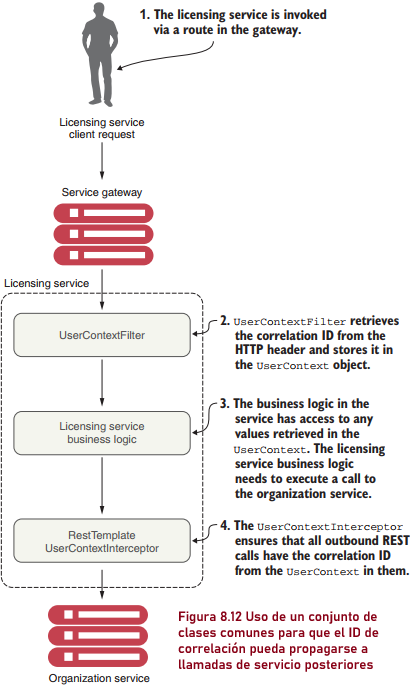 1. The licensing service is invoked
via a route in the gateway.
Licensing service
client request
Service gateway
Licensing service
UserContextFilter
2. UserContextFilter retrieves
the correlation ID from the
HTTP header and stores it in
the UserContext object.
Licensing service
business logic
3. The business logic in the
service has access to any
values retrieved in the
UserContext. The licensing
service business logic
needs to execute a call to
the organization service.
RestTemplate
UserContextInterceptor
4. The UserContextInterceptor
ensures that all outbound REST
calls have the correlation ID
from the UserContext in them.
Organization service
Figura 8.12 Uso de un conjunto de
clases comunes para que el ID de
correlación pueda propagarse a
llamadas de servicio posteriores